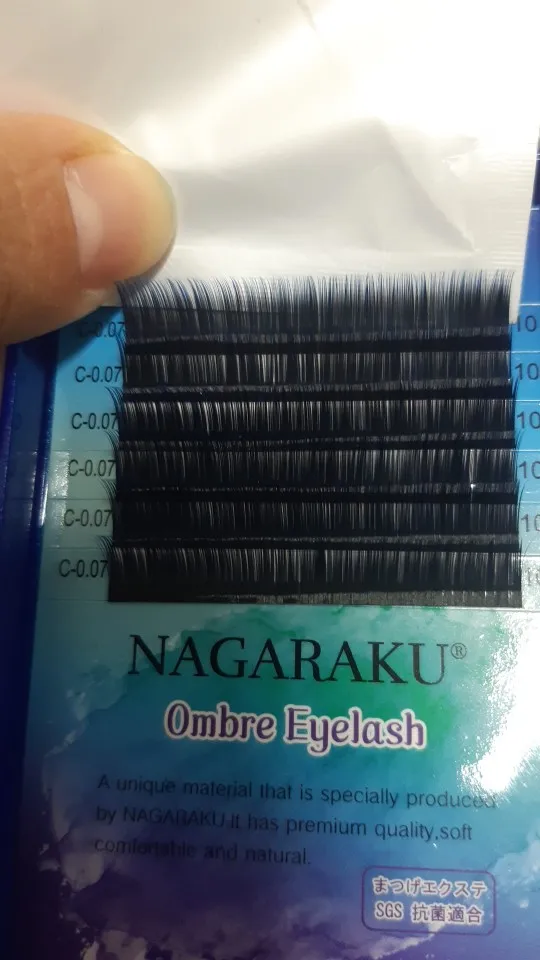 C-0.07 10
C-0.07 10
C-0.07 10
C-0.07 10
C-0.07 10
C-0.07
NAGARAKU®
Ombre Eyelash
A unique material that is specially produced
by NAGARAKU.It has premium quality,soft
comfortable and natural.
まつげエクステ
SGS 抗菌適合